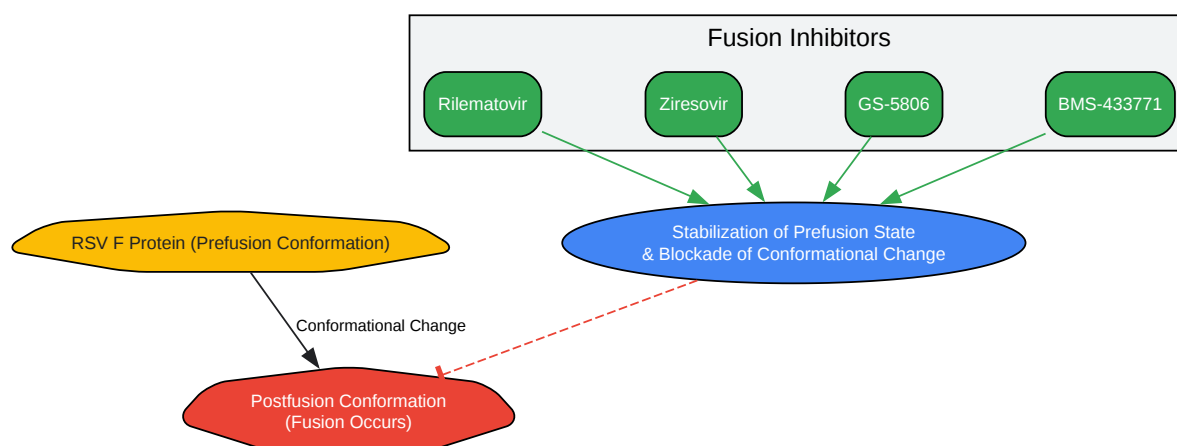 Fusion Inhibitors
Rilematovir
Ziresovir
GS-5806
BMS-433771
RSV F Protein (Prefusion Conformation)
Stabilization of Prefusion State
& Blockade of Conformational Change
Conformational Change
Postfusion Conformation
(Fusion Occurs)